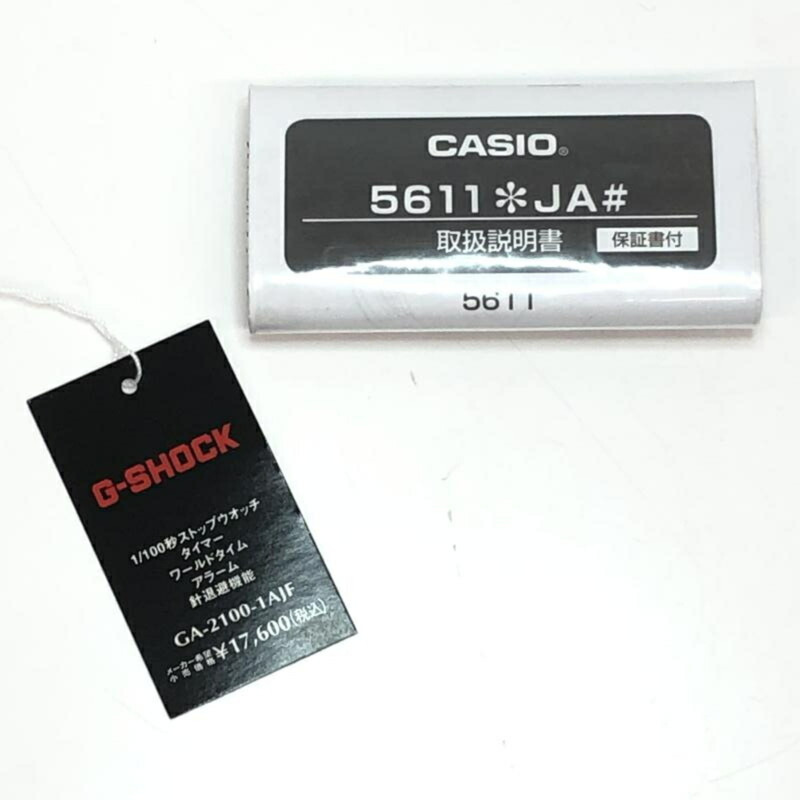 CASIO®
5611✽JA#
取扱説明書 保証書付
5611
G-SHOCK
1/100秒ストップウオッチ
タイマー
ワールドタイム
アラーム
針退避機能
GA-2100-1AJF
メーカー希望
小売価格 ¥17,600(税込)